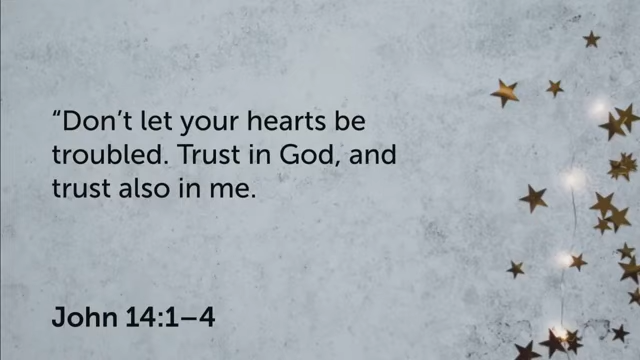 “Don’t let your hearts be
troubled. Trust in God, and
trust also in me.
John 14:1–4